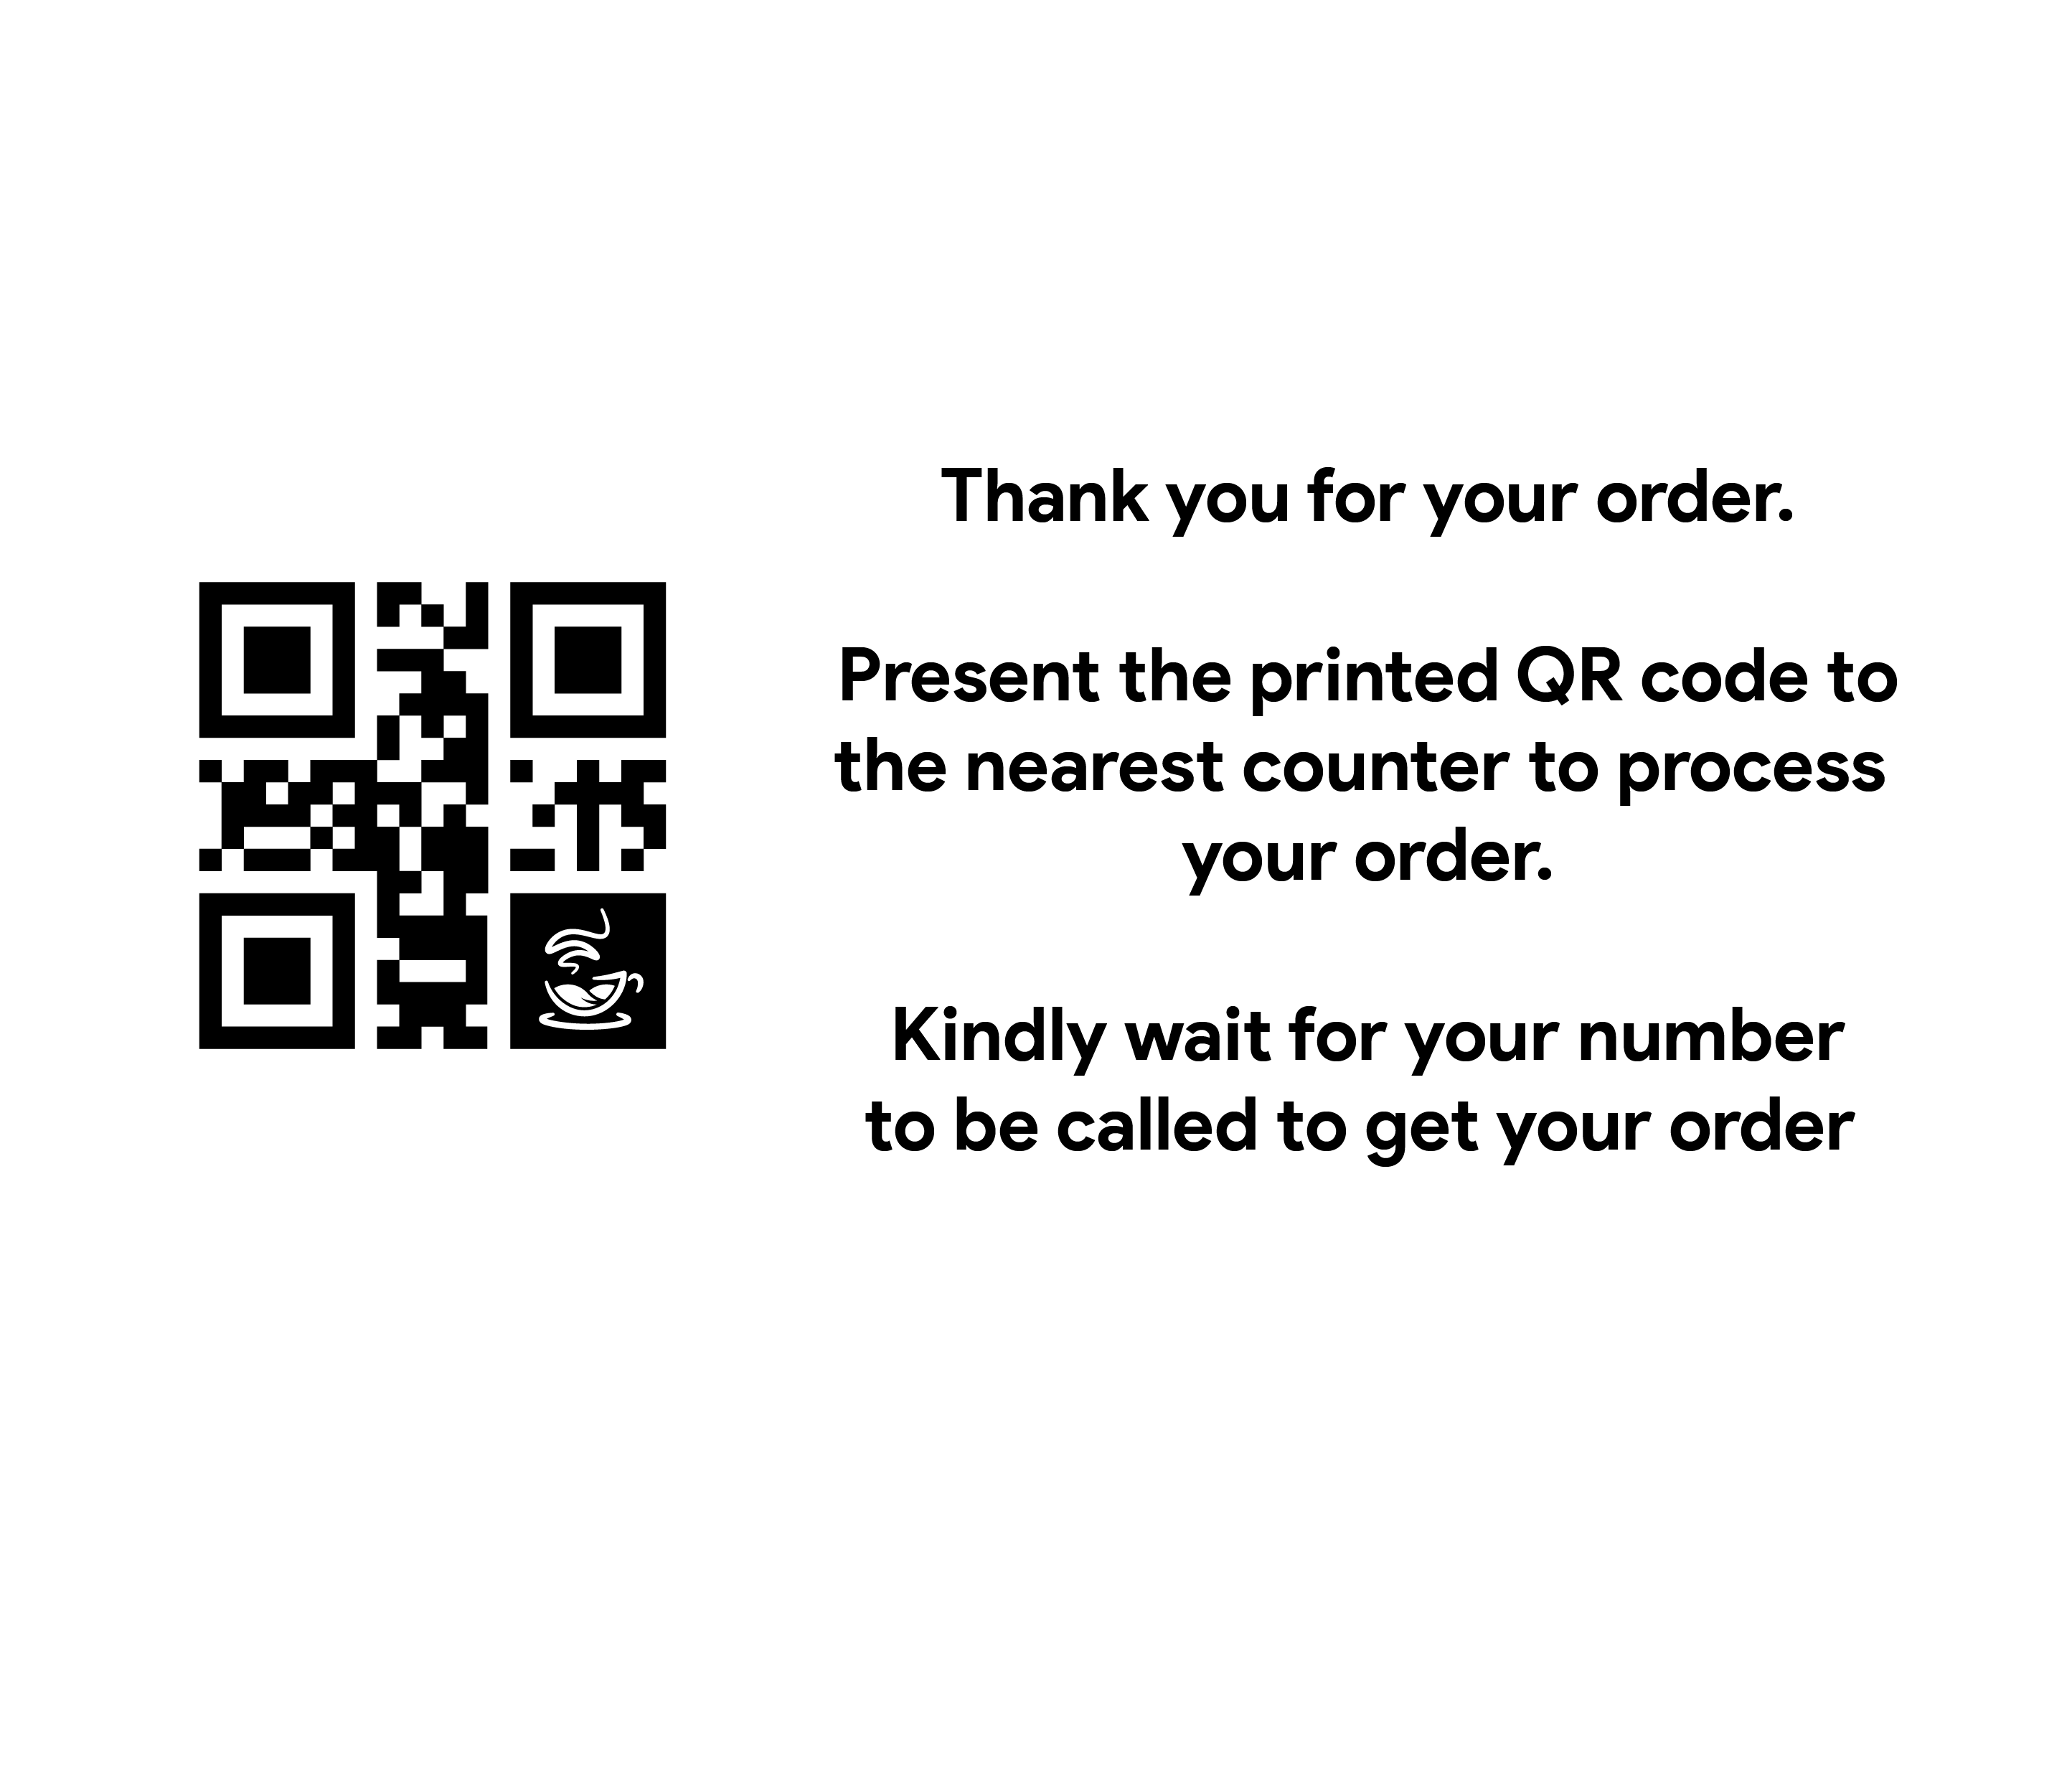 Thank you for your order.
Present the printed QR code to
the nearest counter to process
your order.
Kindly wait for your number
to be called to get your order